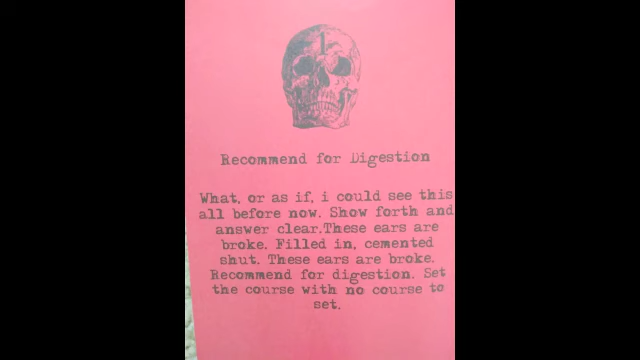 Recommend for Digestion
What, or as if, i could see this
all before now. Show forth and
answer clear.These ears are
broke. Filled in, cemented
shut. These ears are broke.
Recommend for digestion. Set
the course with no course to
set.